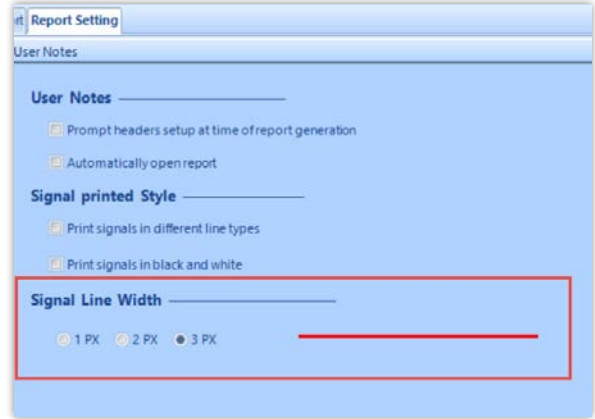 Report Setting
User Notes
User Notes
Prompt headers setup at time of report generation
Automatically open report
Signal printed Style
Print signals in different line types
Print signals in black and white
Signal Line Width
1 PX 2 PX 3 PX